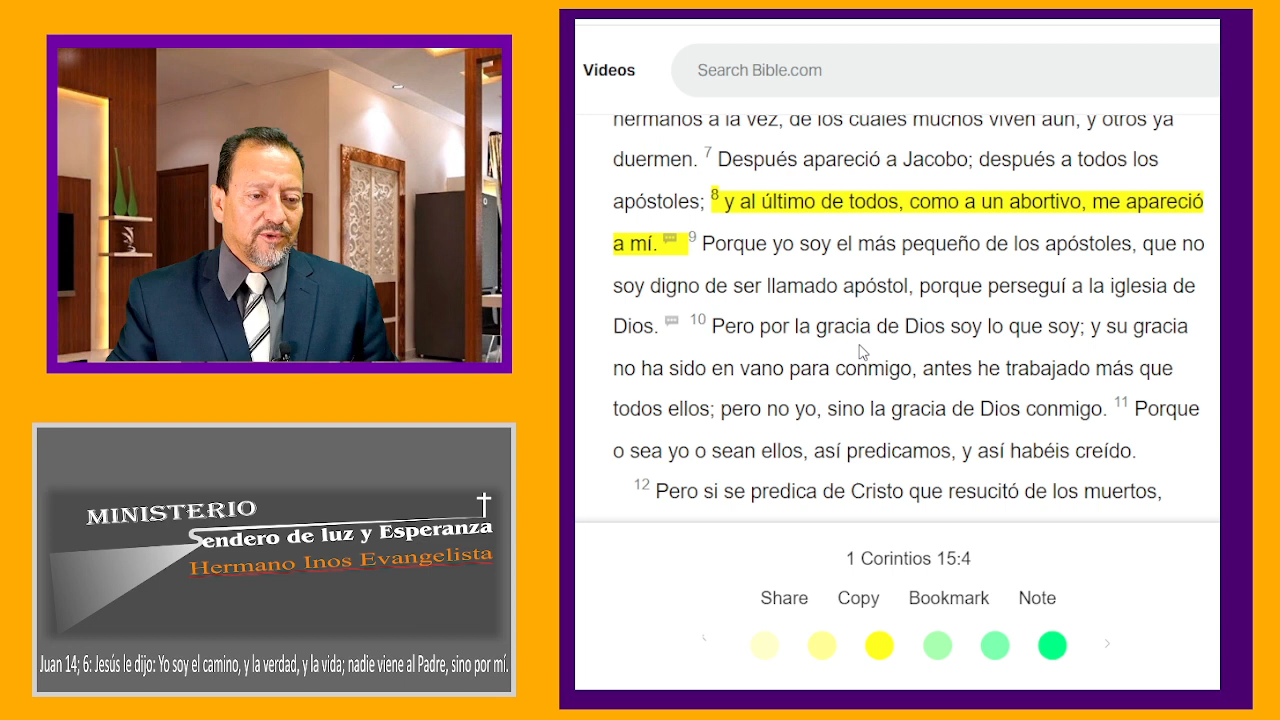 Videos
Search Bible.com
hermanos a la vez, de los cuales muchos viven aún, y otros ya
duermen. 7 Después apareció a Jacobo; después a todos los
apóstoles; 8 y al último de todos, como a un abortivo, me apareció
a mí. 9 Porque yo soy el más pequeño de los apóstoles, que no
soy digno de ser llamado apóstol, porque perseguí a la iglesia de
Dios. 10 Pero por la gracia de Dios soy lo que soy; y su gracia
no ha sido en vano para conmigo, antes he trabajado más que
todos ellos; pero no yo, sino la gracia de Dios conmigo. 11 Porque
o sea yo o sean ellos, así predicamos, y así habéis creído.
12 Pero si se predica de Cristo que resucitó de los muertos,
1 Corintios 15:4
Share Copy Bookmark Note
MINISTERIO
Sendero de luz y Esperanza
Hermano Inos Evangelista
Juan 14; 6: Jesús le dijo: Yo soy el camino, y la verdad, y la vida; nadie viene al Padre, sino por mí.